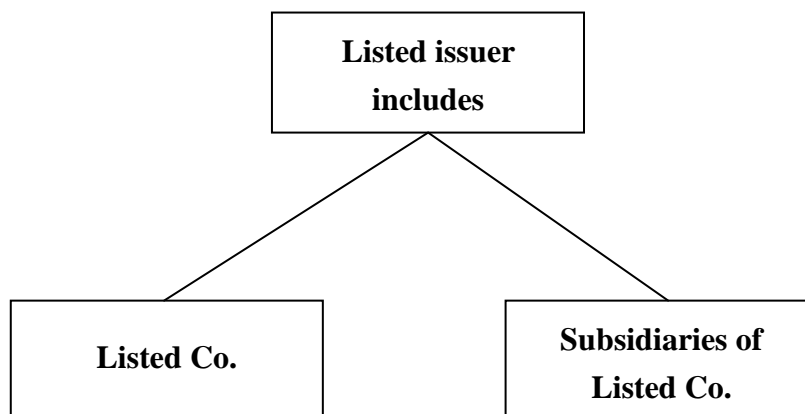 Listed issuer
includes
Listed Co.
Subsidiaries of
Listed Co.